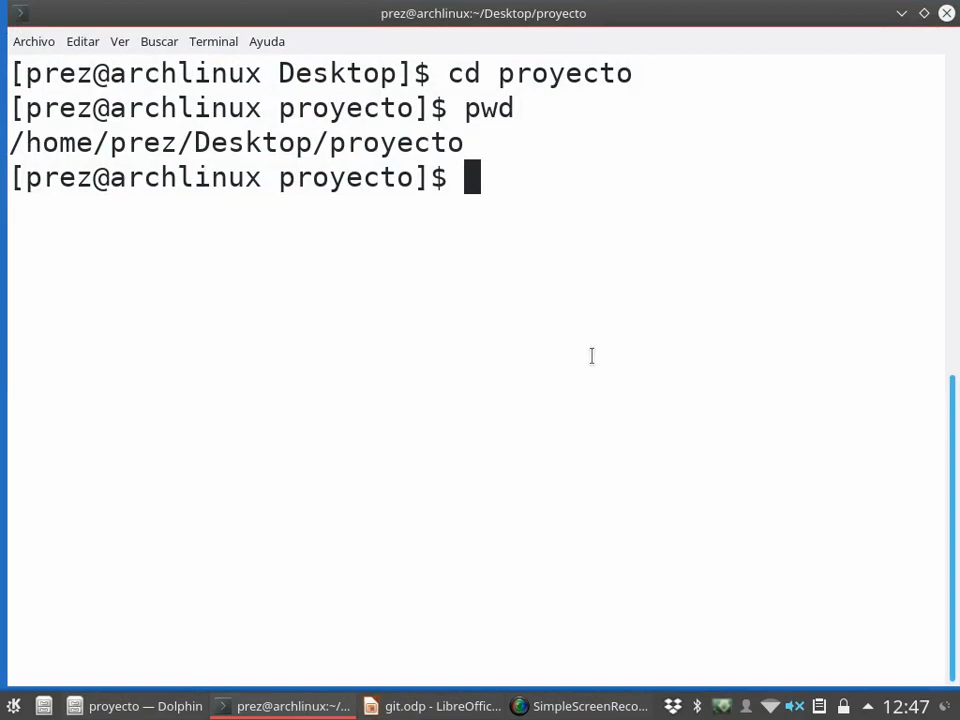 prez@archlinux:~/Desktop/proyecto
Archivo Editar Ver Buscar Terminal Ayuda
[prez@archlinux Desktop]$ cd proyecto
[prez@archlinux proyecto]$ pwd
/home/prez/Desktop/proyecto
[prez@archlinux proyecto]$
proyecto — Dolphin prez@archlinux:~/... git.odp - LibreOffic... SimpleScreenReco... 12:47